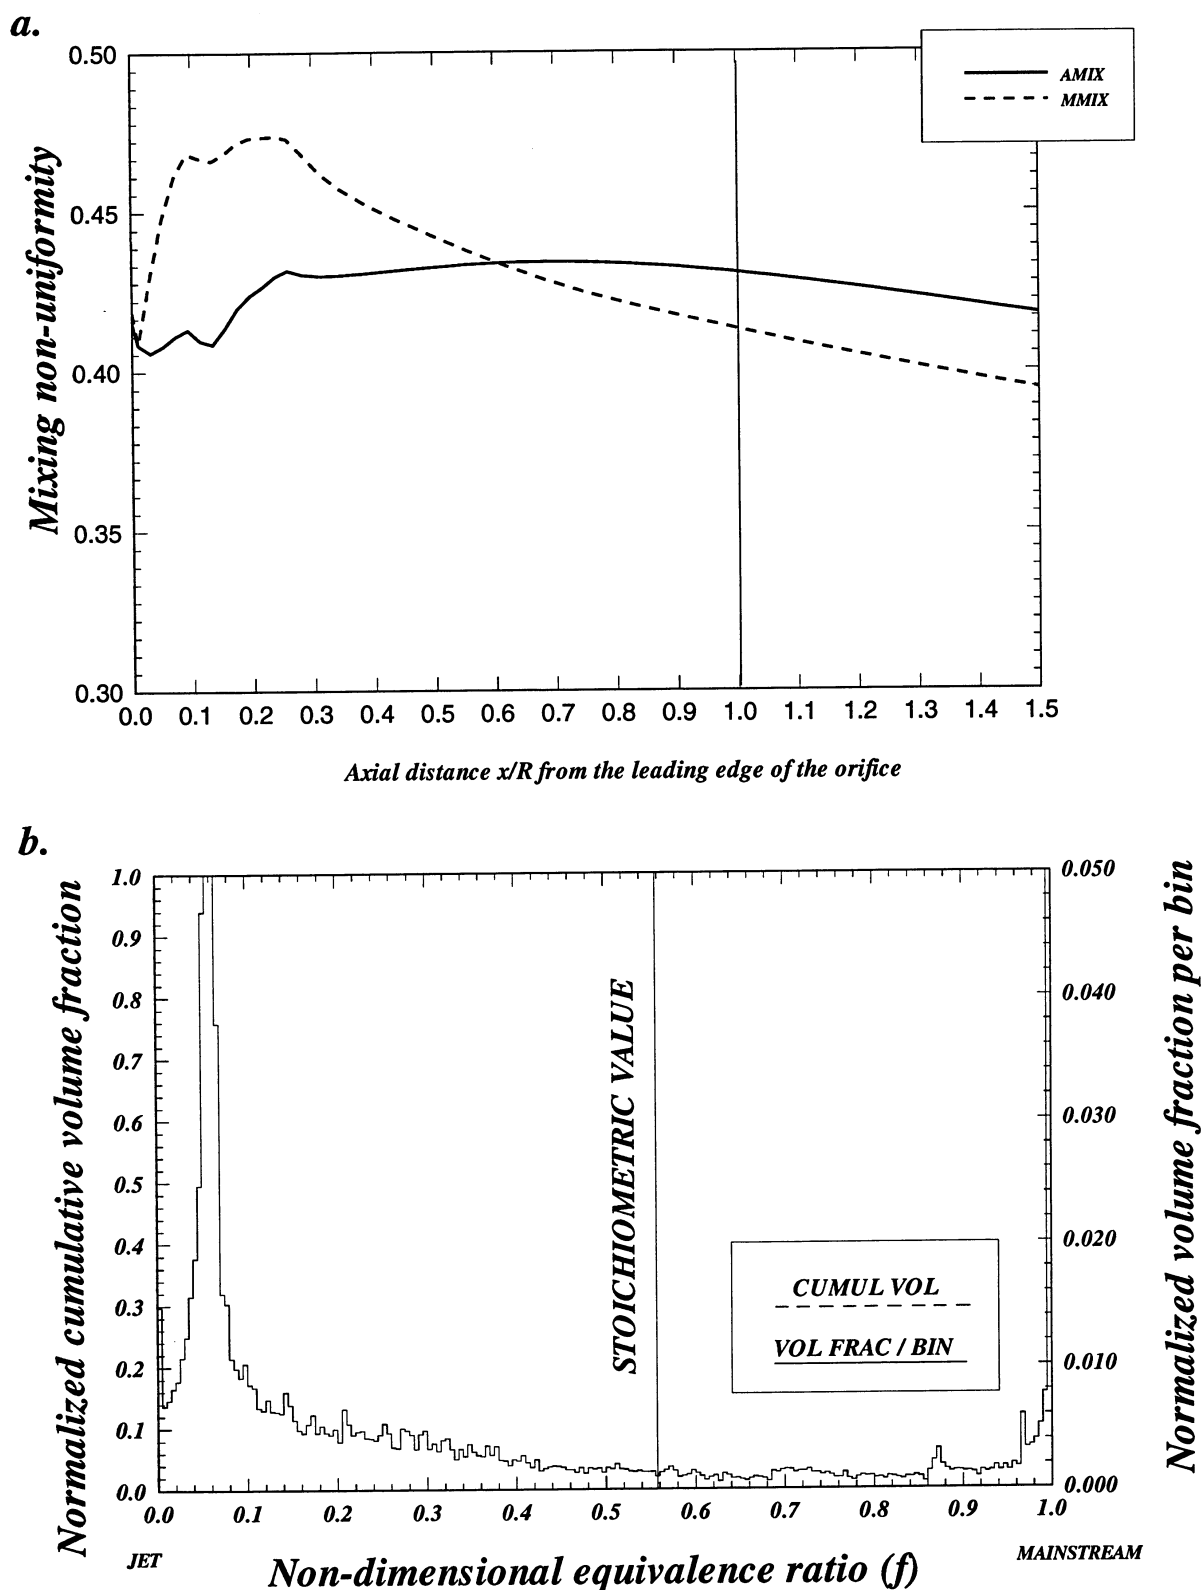 a.
0.50
0.45
0.40
0.35
0.30
Mixing non-uniformity
AMIX
MMIX
0.0 0.1 0.2 0.3 0.4 0.5 0.6 0.7 0.8 0.9 1.0 1.1 1.2 1.3 1.4 1.5
Axial distance x/R from the leading edge of the orifice
b.
Normalized cumulative volume fraction
1.0
0.9
0.8
0.7
0.6
0.5
0.4
0.3
0.2
0.1
0.0
STOICHIOMETRIC VALUE
CUMUL VOL
VOL FRAC / BIN
0.050
0.040
0.030
0.020
0.010
0.000
Normalized volume fraction per bin
0.0 0.1 0.2 0.3 0.4 0.5 0.6 0.7 0.8 0.9 1.0
JET
MAINSTREAM
Non-dimensional equivalence ratio (f)